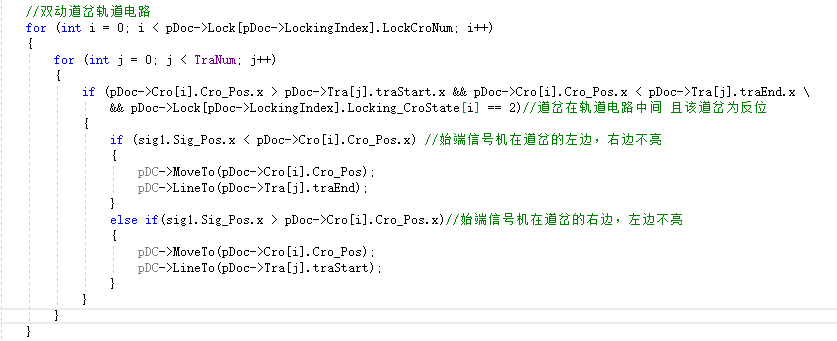 //双动道岔轨道电路
for (int i = 0; i < pDoc->Lock[pDoc->LockingIndex].LockCroNum; i++)
{
for (int j = 0; j < TraNum; j++)
{
if (pDoc->Cro[i].Cro_Pos.x > pDoc->Tra[j].traStart.x && pDoc->Cro[i].Cro_Pos.x < pDoc->Tra[j].traEnd.x \
&& pDoc->Lock[pDoc->LockingIndex].Locking_CroState[i] == 2)//道岔在轨道电路中间 且该道岔为反位
{
if (sig1.Sig_Pos.x < pDoc->Cro[i].Cro_Pos.x) //始端信号机在道岔的左边，右边不亮
{
pDC->MoveTo(pDoc->Cro[i].Cro_Pos);
pDC->LineTo(pDoc->Tra[j].traEnd);
}
else if(sig1.Sig_Pos.x > pDoc->Cro[i].Cro_Pos.x)//始端信号机在道岔的右边，左边不亮
{
pDC->MoveTo(pDoc->Cro[i].Cro_Pos);
pDC->LineTo(pDoc->Tra[j].traStart);
}
}
}
}